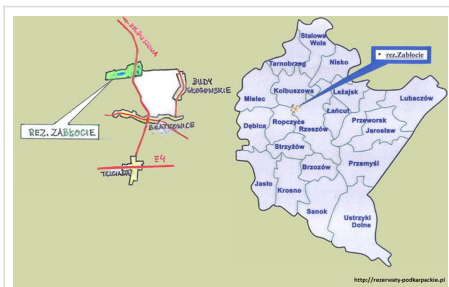 KOLBUSZOWA
BUDY
GŁOGOWSKIE
BRATKOWICE
REZ. ZABŁOCIE
E4
TRZCIANA
Stalowa
Wola
rez.Zabłocie
Tarnobrzeg
Nisko
Kolbuszowa
Mielec
Leżajsk
Lubaczów
Łańcut
Dębica
Ropczyce
Przeworsk
Rzeszów
Jarosław
Strzyżów
Brzozów
Przemyśl
Jasło
Krosno
Sanok
Ustrzyki
Dolne
http://rezerwaty-podkarpackie.pl